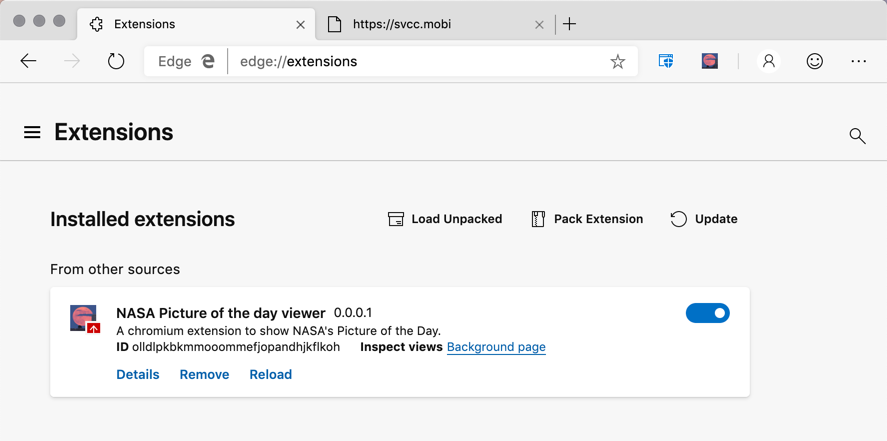 Extensions
https://svcc.mobi
Edge edge://extensions
Extensions
Installed extensions Load Unpacked Pack Extension Update
From other sources
NASA Picture of the day viewer 0.0.0.1
A chromium extension to show NASA's Picture of the Day.
ID olldlpkbkmmooommefjopandhjkflkoh Inspect views Background page
Details Remove Reload